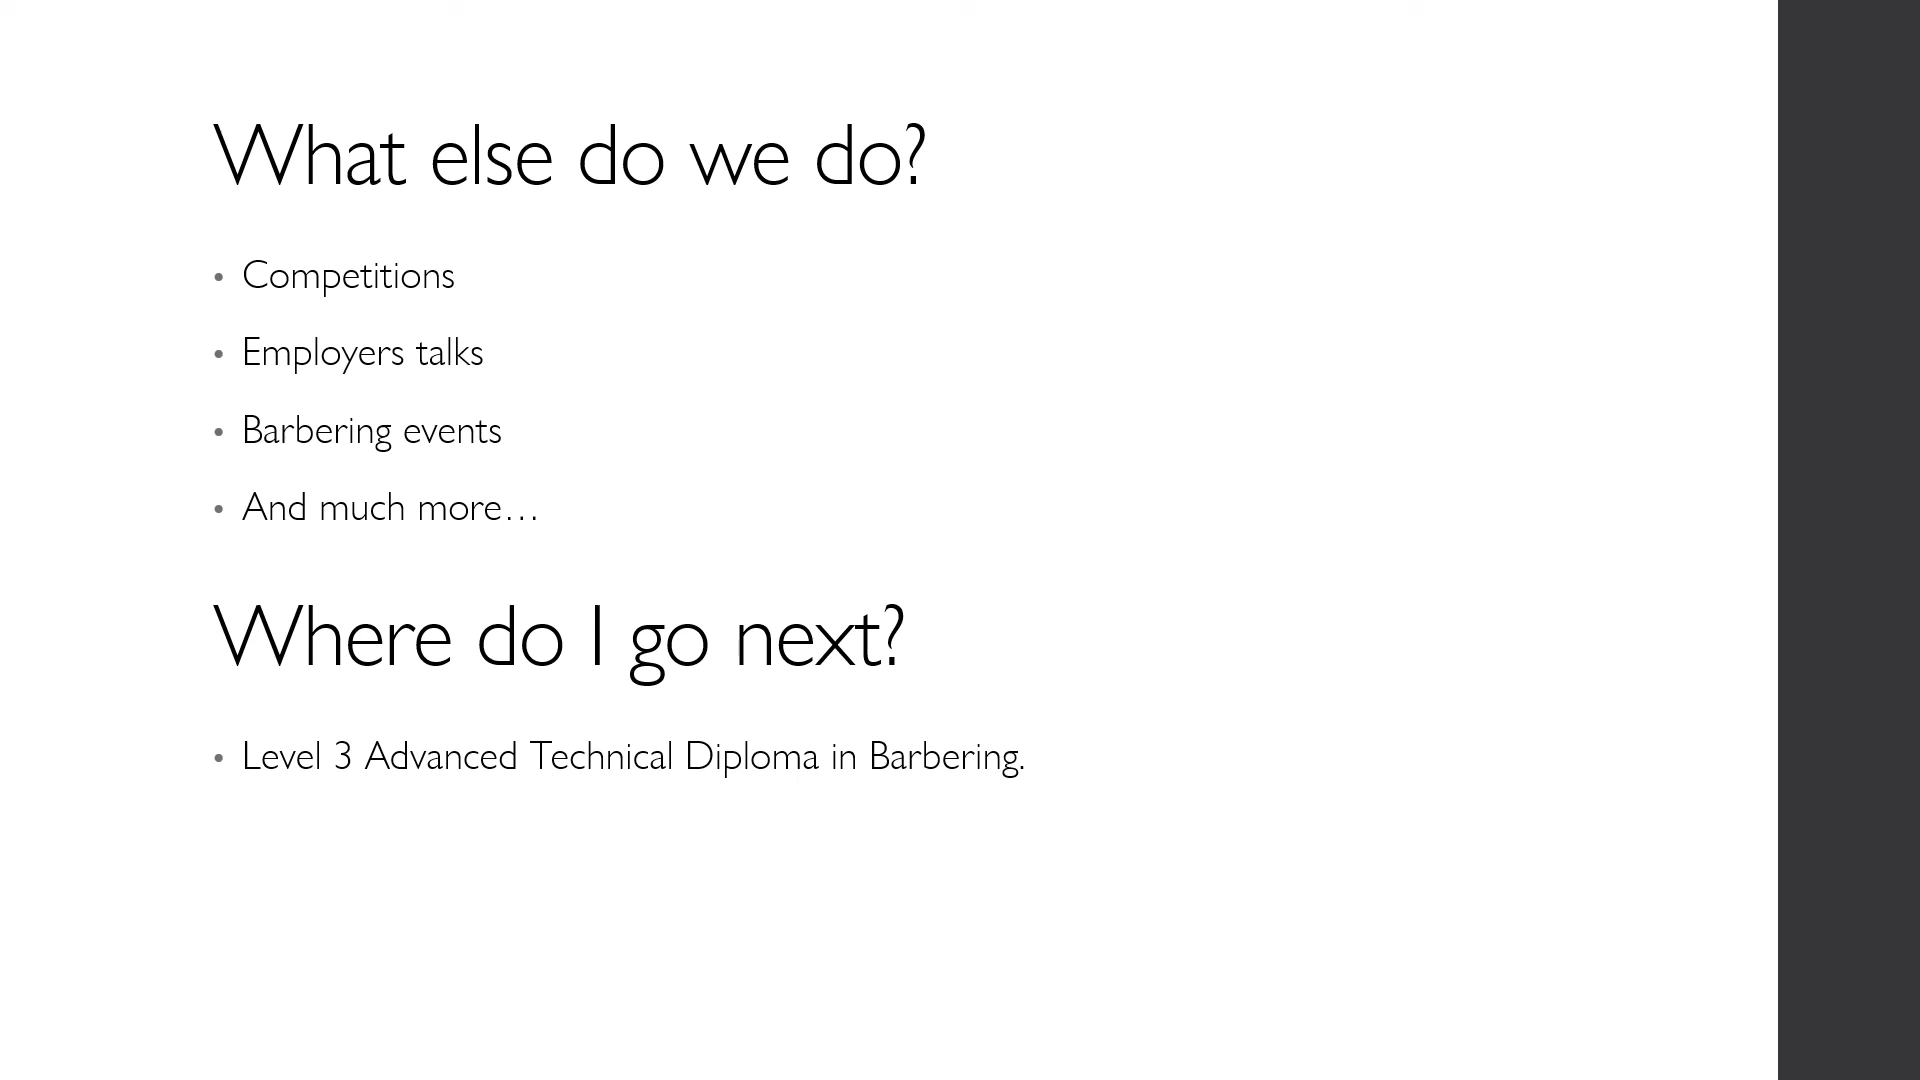 What else do we do?
• Competitions
• Employers talks
• Barbering events
• And much more…
Where do I go next?
• Level 3 Advanced Technical Diploma in Barbering.